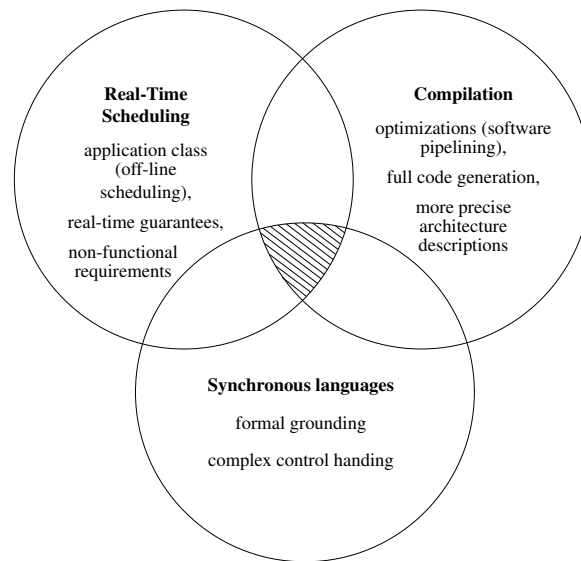 Real-Time
Scheduling
application class
(off-line
scheduling),
real-time guarantees,
non-functional
requirements
Compilation
optimizations (software
pipelining),
full code generation,
more precise
architecture
descriptions
Synchronous languages
formal grounding
complex control handing